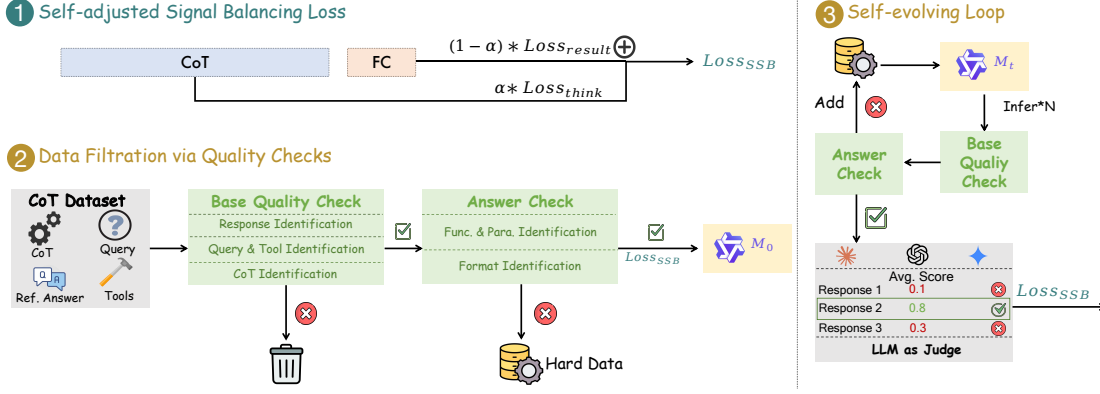 1 Self-adjusted Signal Balancing Loss
CoT
FC
(1 − α) * Loss_result
α* Loss_think
Loss_SSB
2 Data Filtration via Quality Checks
CoT Dataset
CoT
? Query
Q A
Ref. Answer
Tools
Base Quality Check
Response Identification
Query & Tool Identification
CoT Identification
Answer Check
Func. & Para. Identification
Format Identification
Loss_SSB
M_0
Hard Data
3 Self-evolving Loop
M_t
Add
Infer*N
Answer
Check
Base
Qualiy
Check
Avg. Score
Response 1 0.1
Response 2 0.8
Response 3 0.3
LLM as Judge
Loss_SSB